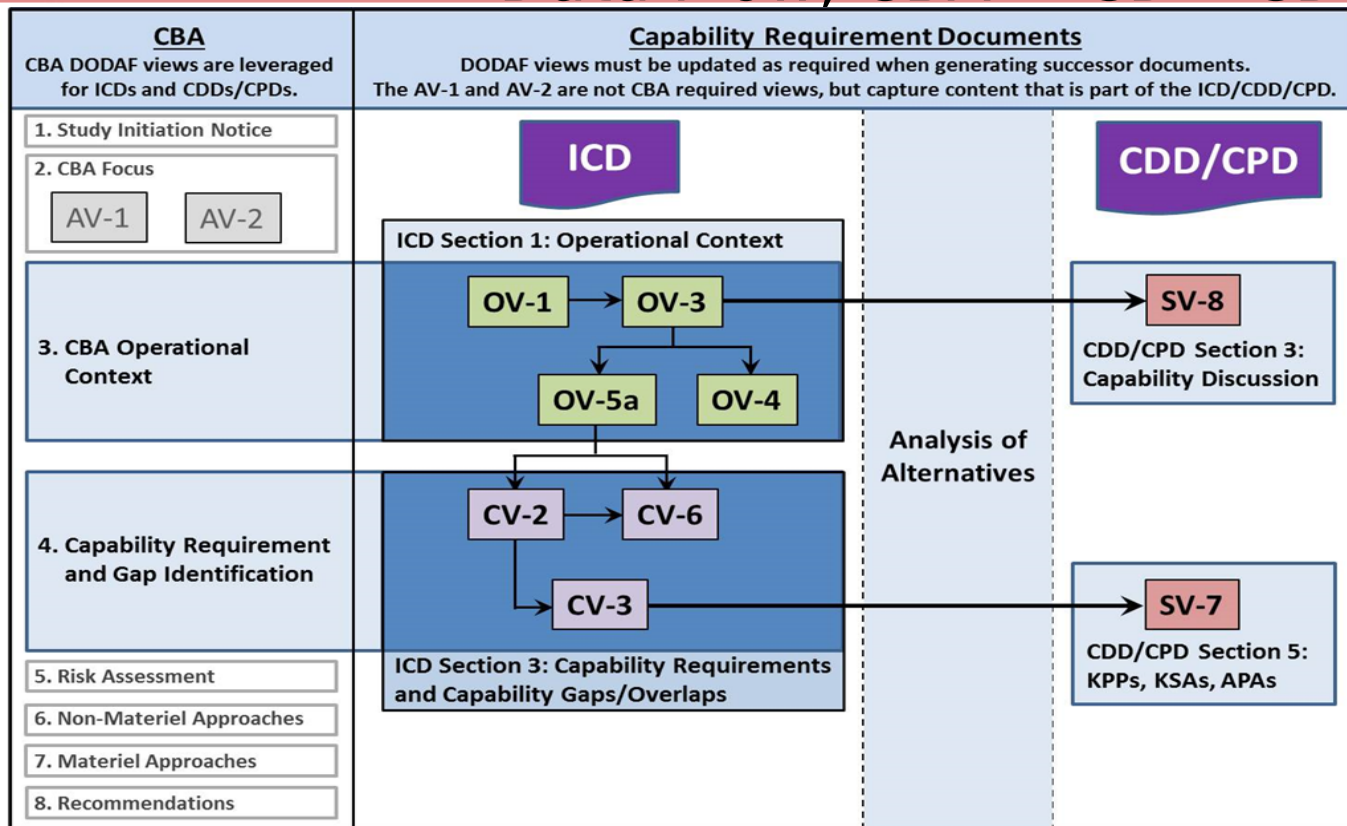 CBA
CBA DODAF views are leveraged
for ICDs and CDDs/CPDs.
Capability Requirement Documents
DODAF views must be updated as required when generating successor documents.
The AV-1 and AV-2 are not CBA required views, but capture content that is part of the ICD/CDD/CPD.
1. Study Initiation Notice
2. CBA Focus
AV-1
AV-2
3. CBA Operational
Context
4. Capability Requirement
and Gap Identification
5. Risk Assessment
6. Non-Materiel Approaches
7. Materiel Approaches
8. Recommendations
ICD
ICD Section 1: Operational Context
OV-1
OV-3
OV-5a
OV-4
CV-2
CV-6
CV-3
ICD Section 3: Capability Requirements
and Capability Gaps/Overlaps
Analysis of
Alternatives
CDD/CPD
SV-8
CDD/CPD Section 3:
Capability Discussion
SV-7
CDD/CPD Section 5:
KPPs, KSAs, APAs